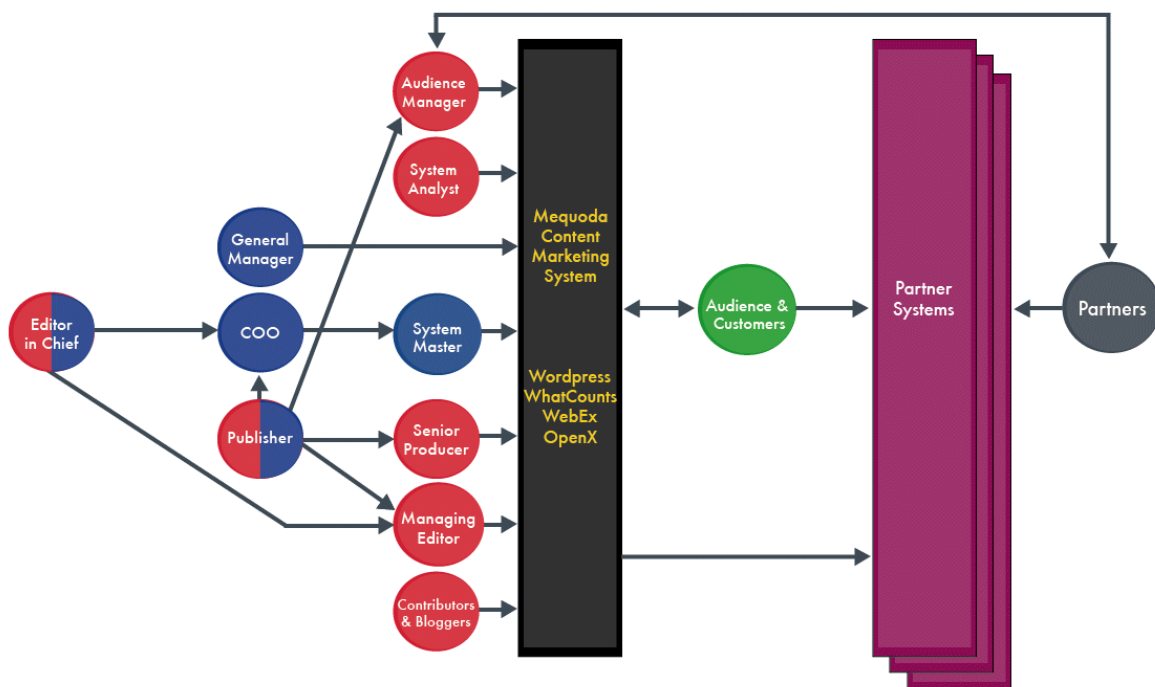 Audience
Manager
System
Analyst
General
Manager
Editor
in Chief
COO
System
Master
Publisher
Senior
Producer
Managing
Editor
Contributors
& Bloggers
Mequoda
Content
Marketing
System
Wordpress
WhatCounts
WebEx
OpenX
Audience &
Customers
Partner
Systems
Partners